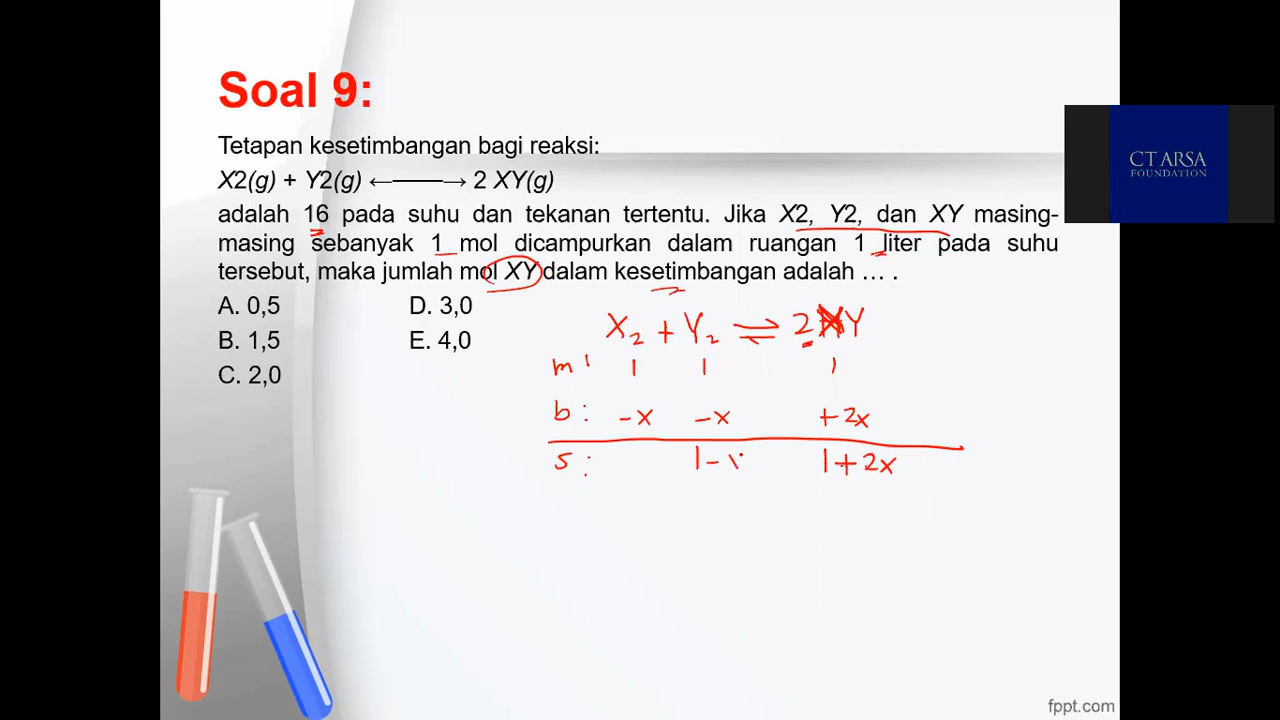 Soal 9:
Tetapan kesetimbangan bagi reaksi:
X2(g) + Y2(g) ←——→ 2 XY(g)
adalah 16 pada suhu dan tekanan tertentu. Jika X2, Y2, dan XY masing-
masing sebanyak 1 mol dicampurkan dalam ruangan 1 liter pada suhu
tersebut, maka jumlah mol XY dalam kesetimbangan adalah … .
A. 0,5
D. 3,0
B. 1,5
E. 4,0
C. 2,0
X₂ + Y₂ ⇌ 2XY
m: 1 1 1
b: -x -x +2x
s: 1-x 1+2x
CT ARSA
FOUNDATION
fppt.com